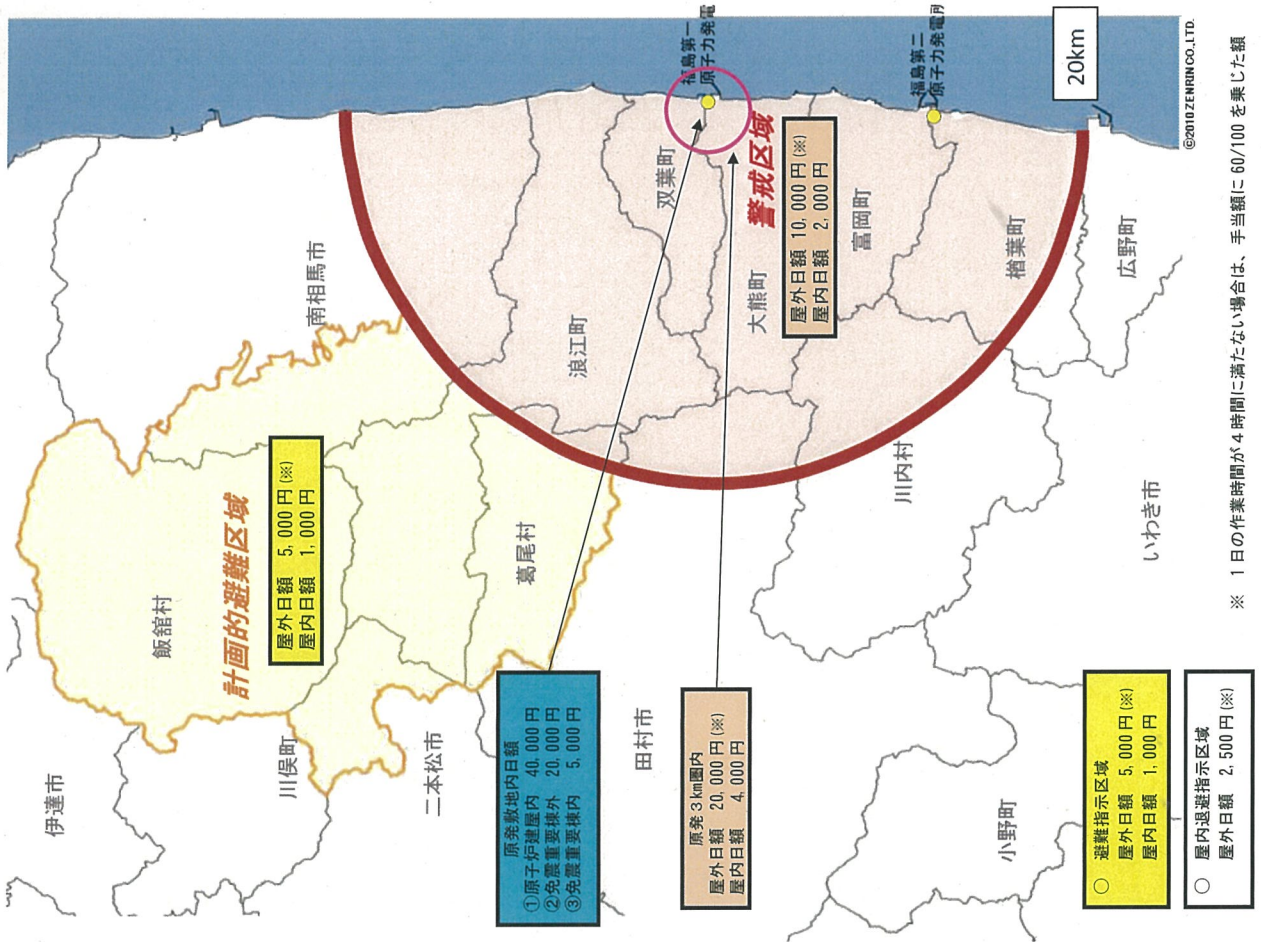 伊達市
飯舘村
計画的避難区域
屋外日額 5,000円(※)
屋内日額 1,000円
南相馬市
川俣町
二本松市
葛尾村
浪江町
双葉町
福島第一
原子力発電
警戒区域
屋外日額 10,000円(※)
屋内日額 2,000円
大熊町
富岡町
福島第二
原子力発電所
楢葉町
20km
広野町
川内村
いわき市
田村市
小野町
原発敷地内日額
①原子炉建屋内 40,000円
②免震重要棟外 20,000円
③免震重要棟内 5,000円
原発3km圏内
屋外日額 20,000円(※)
屋内日額 4,000円
○ 避難指示区域
屋外日額 5,000円(※)
屋内日額 1,000円
○ 屋内退避指示区域
屋外日額 2,500円(※)
©2010 ZENRIN CO., LTD.
※ 1日の作業時間が4時間に満たない場合は、手当額に60/100を乗じた額